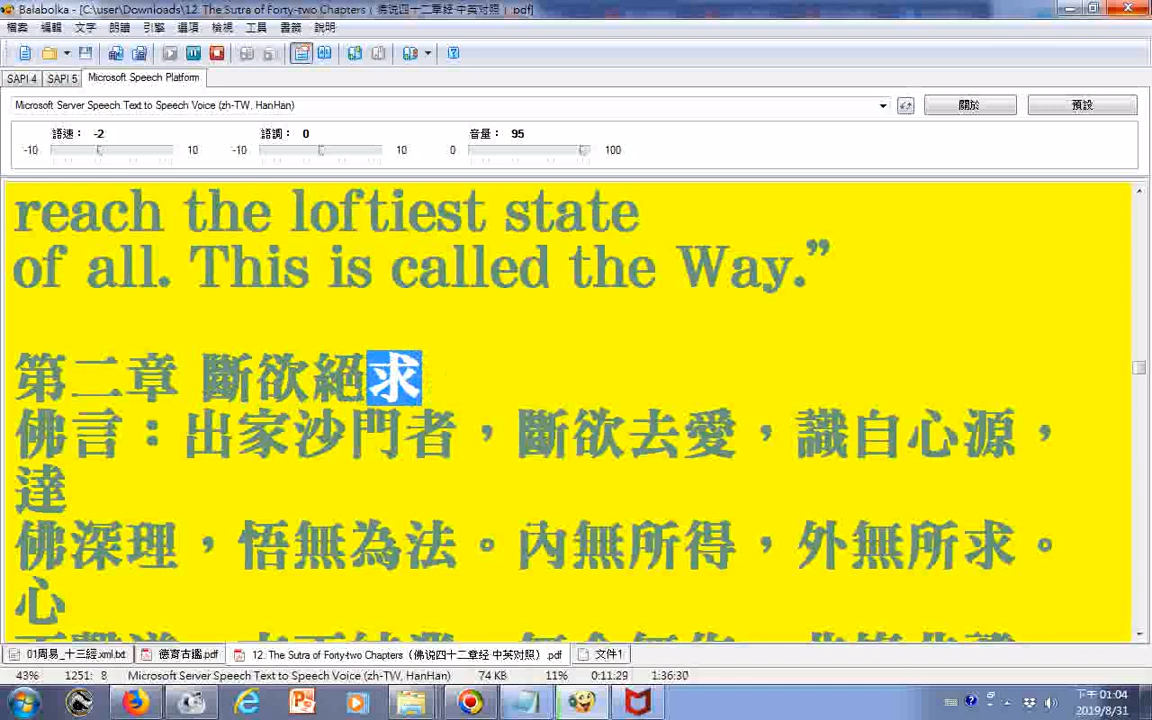 Balabolka - [C:\user\Downloads\12. The Sutra of Forty-two Chapters（佛说四十二章经 中英对照）.pdf]
檔案 編輯 文字 朗讀 引擎 選項 檢視 工具 書籤 說明
SAPI 4 SAPI 5 Microsoft Speech Platform
Microsoft Server Speech Text to Speech Voice (zh-TW, HanHan) 關於 預設
語速： -2 語調： 0 音量： 95
-10 10 -10 10 0 100
reach the loftiest state
of all. This is called the Way.”
第二章 斷欲絕求
佛言：出家沙門者，斷欲去愛，識自心源，
達
佛深理，悟無為法。內無所得，外無所求。
心
01周易_十三經.xml.txt 德育古鑑.pdf 12. The Sutra of Forty-two Chapters（佛说四十二章经 中英对照）.pdf 文件1
43% 1251: 8 Microsoft Server Speech Text to Speech Voice (zh-TW, HanHan) 74 KB 11% 0:11:29 1:36:30
下午 01:04
2019/8/31